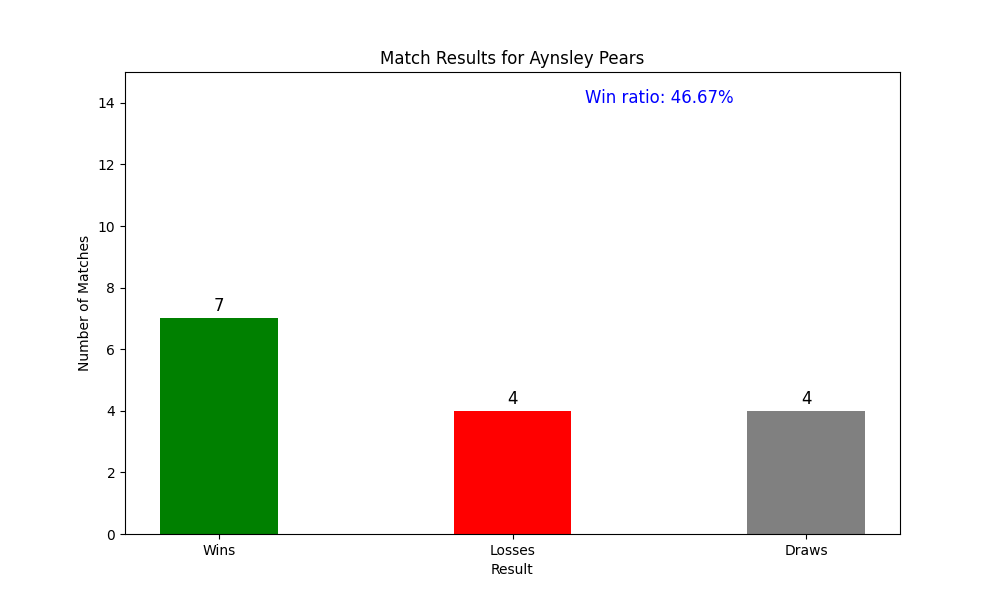 Match Results for Aynsley Pears
Win ratio: 46.67%
Number of Matches
14
12
10
8
6
4
2
0
7
4
4
Wins
Losses
Draws
Result